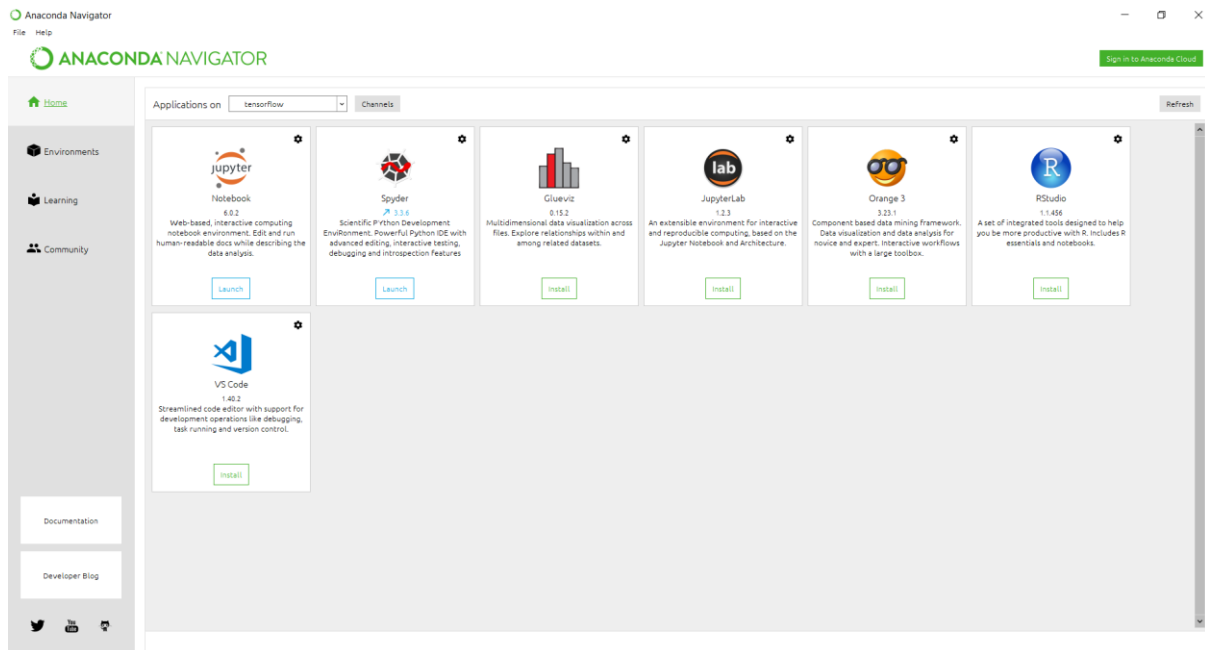 Anaconda Navigator
File Help
ANACONDA NAVIGATOR
Sign in to Anaconda Cloud
Home
Environments
Learning
Community
Documentation
Developer Blog
You
Tube
Applications on tensorflow Channels Refresh
jupyter
Notebook
6.0.2
Web-based, interactive computing
notebook environment. Edit and run
human-readable docs while describing the
data analysis.
Launch
Spyder
3.3.6
Scientific PYthon Development
EnviRonment. Powerful Python IDE with
advanced editing, interactive testing,
debugging and introspection features
Launch
Glueviz
0.15.2
Multidimensional data visualization across
files. Explore relationships within and
among related datasets.
Install
lab
JupyterLab
1.2.3
An extensible environment for interactive
and reproducible computing, based on the
Jupyter Notebook and Architecture.
Install
Orange 3
3.23.1
Component based data mining framework.
Data visualization and data analysis for
novice and expert. Interactive workflows
with a large toolbox.
Install
R
RStudio
1.1.456
A set of integrated tools designed to help
you be more productive with R. Includes R
essentials and notebooks.
Install
VS Code
1.40.2
Streamlined code editor with support for
development operations like debugging,
task running and version control.
Install